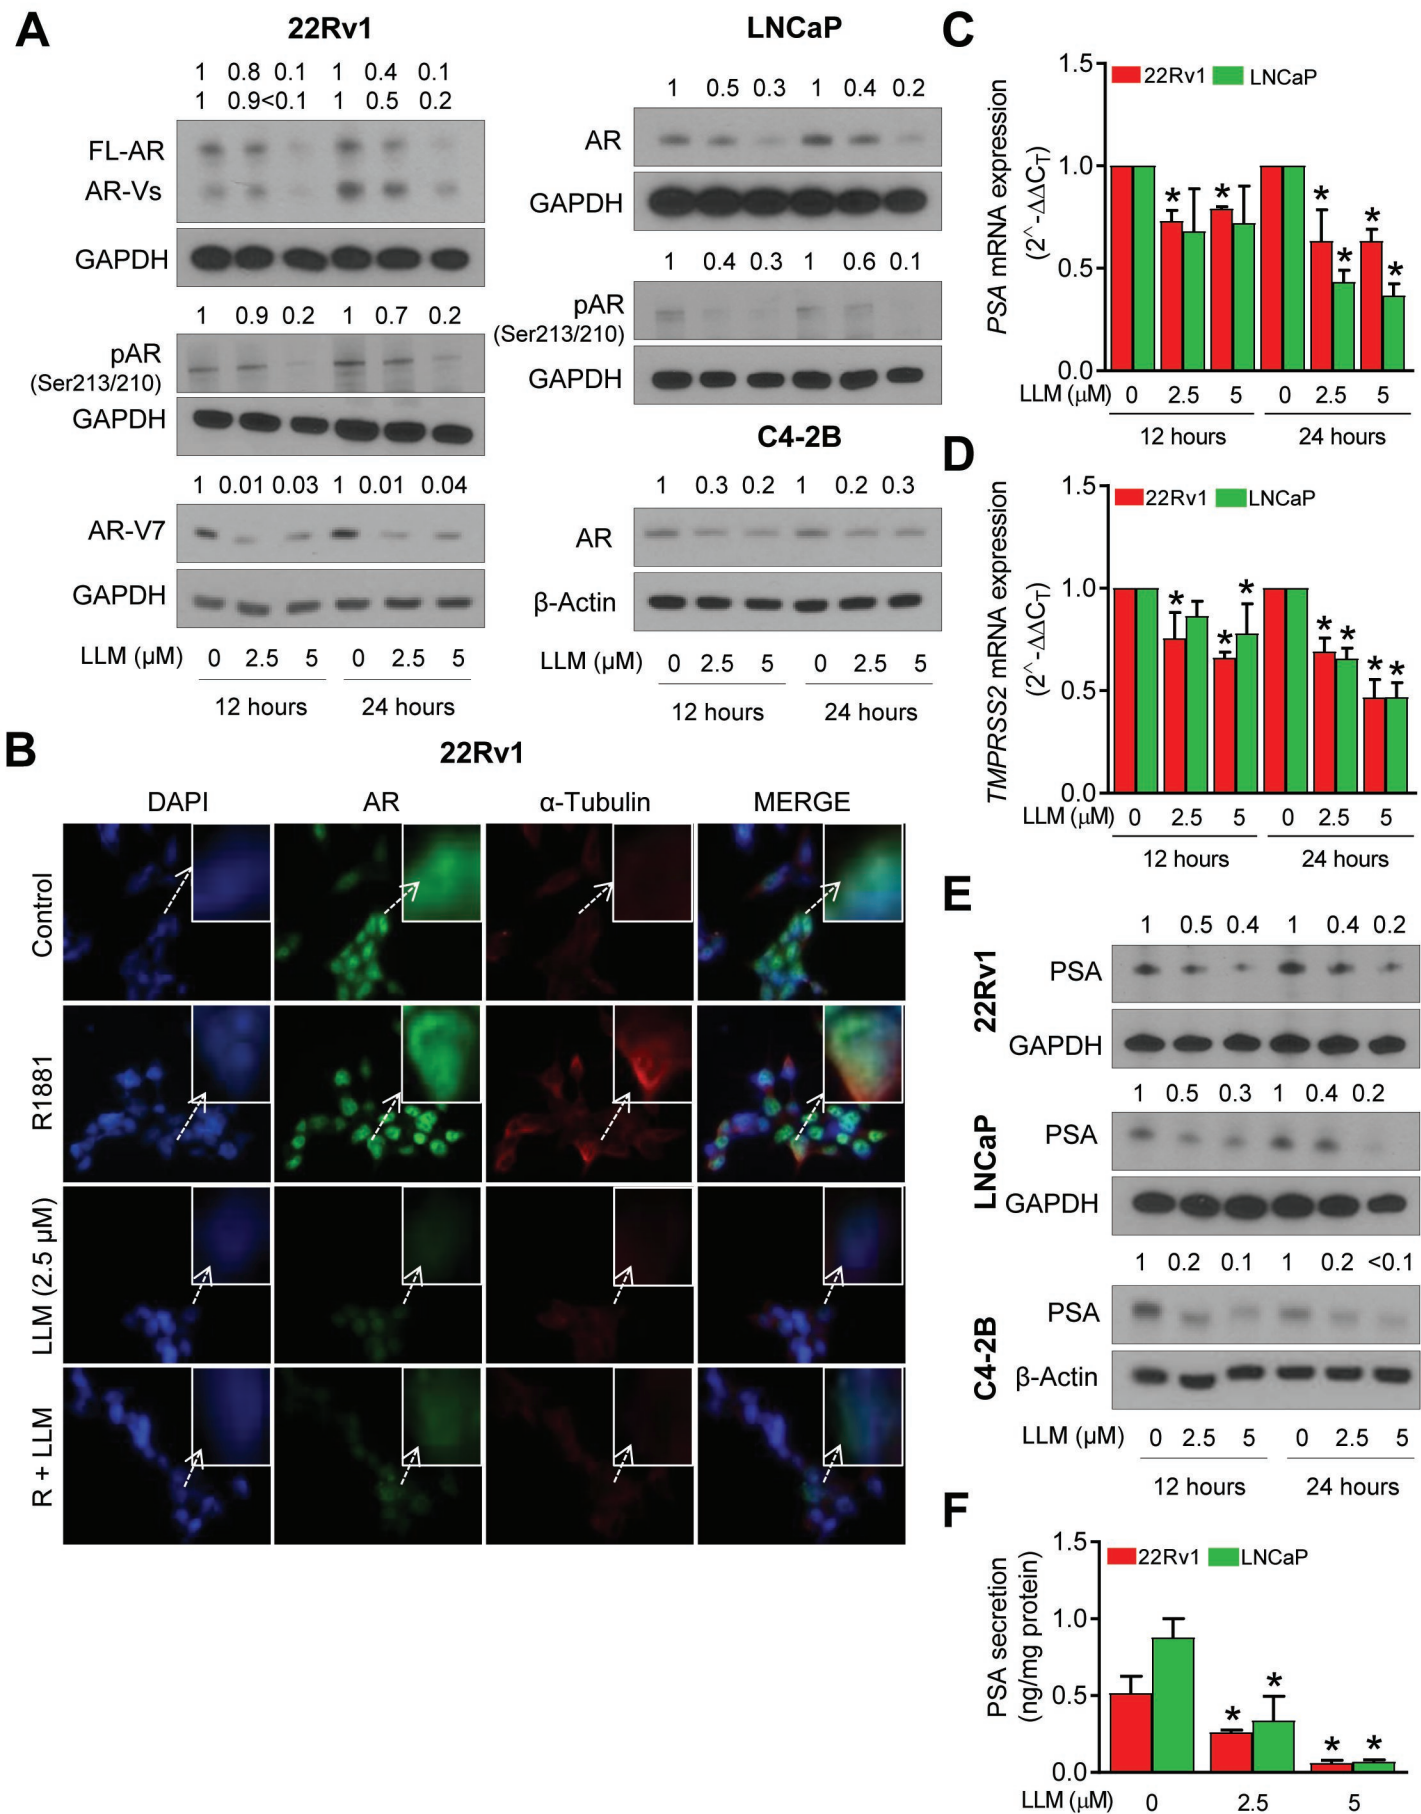 A
22Rv1
1 0.8 0.1 1 0.4 0.1
1 0.9<0.1 1 0.5 0.2
FL-AR
AR-Vs
GAPDH
1 0.9 0.2 1 0.7 0.2
pAR
(Ser213/210)
GAPDH
1 0.01 0.03 1 0.01 0.04
AR-V7
GAPDH
LLM (µM) 0 2.5 5 0 2.5 5
12 hours 24 hours
LNCaP
1 0.5 0.3 1 0.4 0.2
AR
GAPDH
1 0.4 0.3 1 0.6 0.1
pAR
(Ser213/210)
GAPDH
C4-2B
1 0.3 0.2 1 0.2 0.3
AR
β-Actin
LLM (µM) 0 2.5 5 0 2.5 5
12 hours 24 hours
B
22Rv1
DAPI AR α-Tubulin MERGE
Control
R1881
LLM (2.5 µM)
R + LLM
C
PSA mRNA expression
(2^-ΔΔCT)
22Rv1 LNCaP
1.5
1.0
0.5
0.0
* * * * * *
LLM (µM) 0 2.5 5 0 2.5 5
12 hours 24 hours
D
TMPRSS2 mRNA expression
(2^-ΔΔCT)
22Rv1 LNCaP
1.5
1.0
0.5
0.0
* * * * * * *
LLM (µM) 0 2.5 5 0 2.5 5
12 hours 24 hours
E
22Rv1
1 0.5 0.4 1 0.4 0.2
PSA
GAPDH
LNCaP
1 0.5 0.3 1 0.4 0.2
PSA
GAPDH
C4-2B
1 0.2 0.1 1 0.2 <0.1
PSA
β-Actin
LLM (µM) 0 2.5 5 0 2.5 5
12 hours 24 hours
F
PSA secretion
(ng/mg protein)
22Rv1 LNCaP
1.5
1.0
0.5
0.0
* * * *
LLM (µM) 0 2.5 5